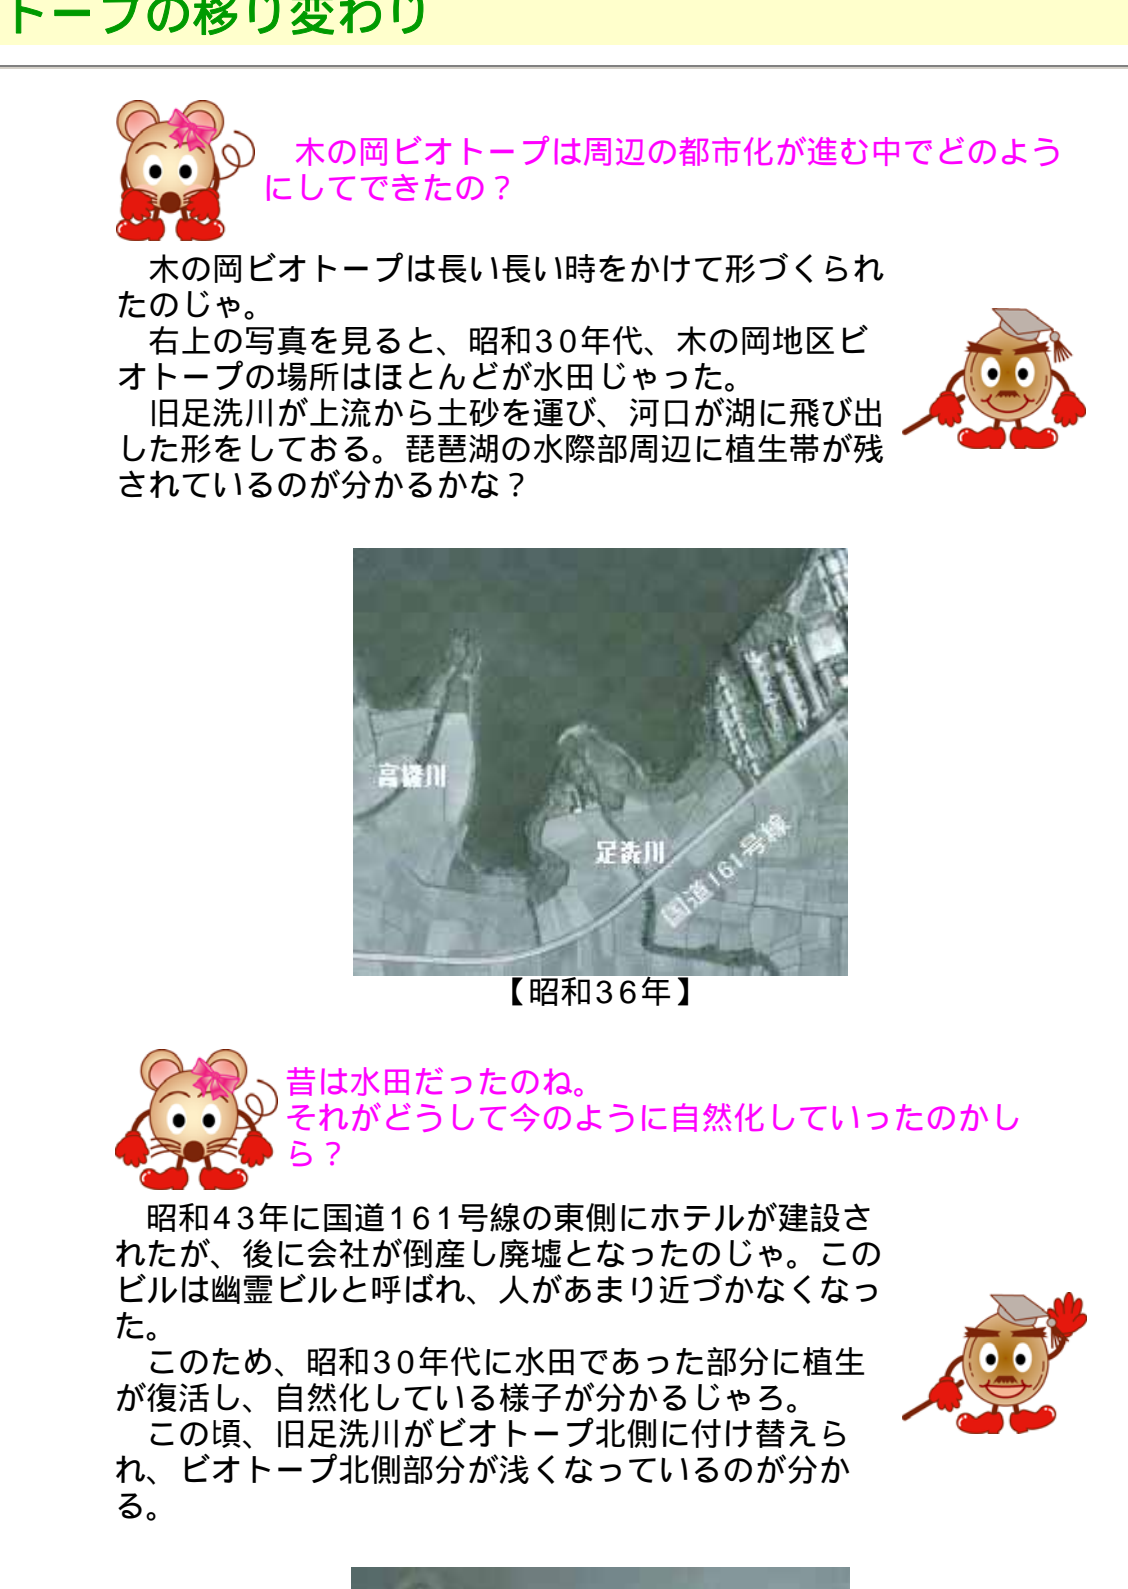 トープの移り変わり
木の岡ビオトープは周辺の都市化が進む中でどのよう
にしてできたの？
木の岡ビオトープは長い長い時をかけて形づくられ
たのじゃ。
右上の写真を見ると、昭和30年代、木の岡地区ビ
オトープの場所はほとんどが水田じゃった。
旧足洗川が上流から土砂を運び、河口が湖に飛び出
した形をしておる。琵琶湖の水際部周辺に植生帯が残
されているのが分かるかな？
高橋川
足洗川
国道161号線
【昭和36年】
昔は水田だったのね。
それがどうして今のように自然化していったのかし
ら？
昭和43年に国道161号線の東側にホテルが建設さ
れたが、後に会社が倒産し廃墟となったのじゃ。この
ビルは幽霊ビルと呼ばれ、人があまり近づかなくなっ
た。
このため、昭和30年代に水田であった部分に植生
が復活し、自然化している様子が分かるじゃろ。
この頃、旧足洗川がビオトープ北側に付け替えら
れ、ビオトープ北側部分が浅くなっているのが分か
る。